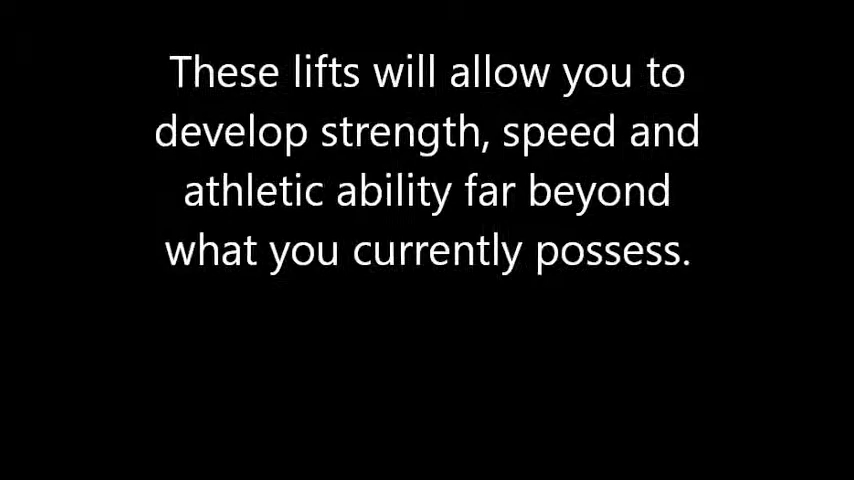 These lifts will allow you to
develop strength, speed and
athletic ability far beyond
what you currently possess.